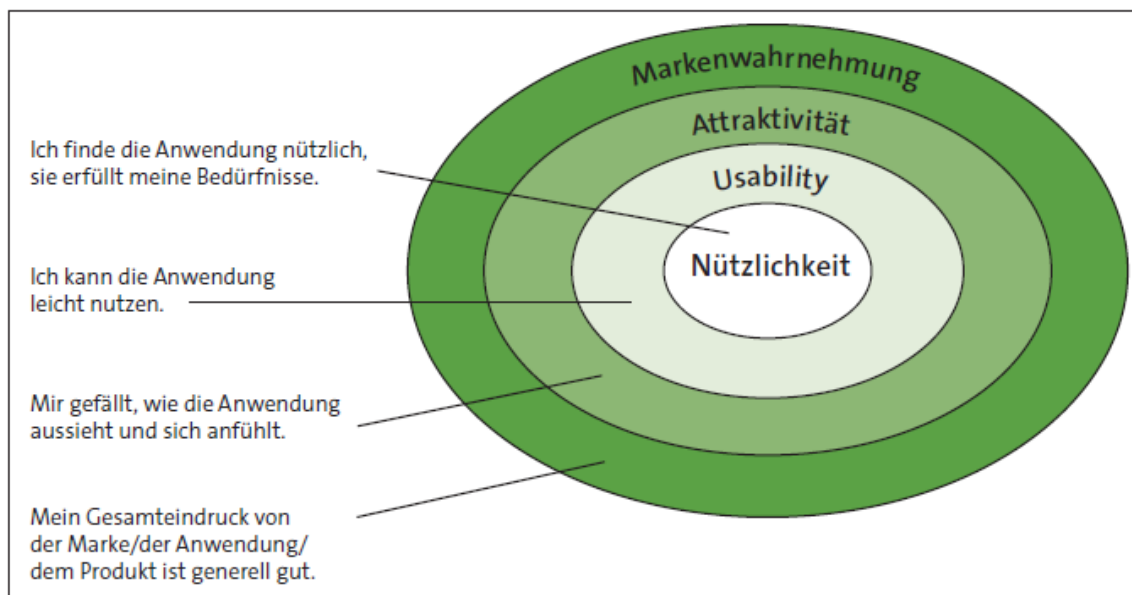 Markenwahrnehmung
Attraktivität
Usability
Nützlichkeit
Ich finde die Anwendung nützlich,
sie erfüllt meine Bedürfnisse.
Ich kann die Anwendung
leicht nutzen.
Mir gefällt, wie die Anwendung
aussieht und sich anfühlt.
Mein Gesamteindruck von
der Marke/der Anwendung/
dem Produkt ist generell gut.